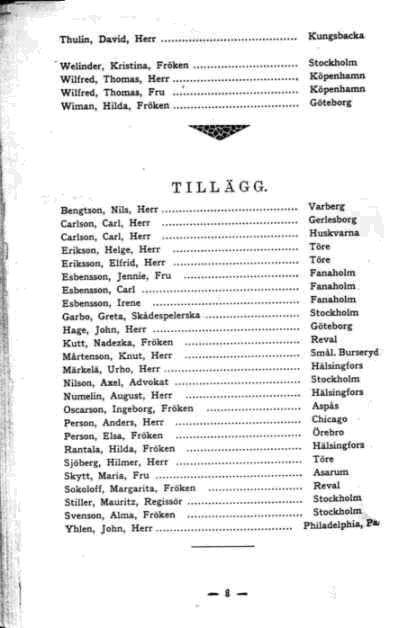 Thulin, David, Herr ........................................ Kungsbacka
Welinder, Kristina, Fröken ................................ Stockholm
Wilfred, Thomas, Herr ...................................... Köpenhamn
Wilfred, Thomas, Fru ...................................... Köpenhamn
Wiman, Hilda, Fröken ..................................... Göteborg
TILLÄGG.
Bengtson, Nils, Herr ........................................ Varberg
Carlson, Carl, Herr ........................................ Gerlesborg
Carlson, Carl, Herr ........................................ Huskvarna
Erikson, Helge, Herr ...................................... Töre
Eriksson, Elfrid, Herr ...................................... Töre
Esbensson, Jennie, Fru .................................. Fanaholm
Esbensson, Carl .............................................. Fanaholm
Esbensson, Irene ............................................ Fanaholm
Garbo, Greta, Skådespelerska ............................ Stockholm
Hage, John, Herr ............................................ Göteborg
Kutt, Nadezka, Fröken .................................... Reval
Mårtenson, Knut, Herr .................................... Smål. Burseryd
Märkelä, Urho, Herr ........................................ Hälsingfors
Nilson, Axel, Advokat ...................................... Stockholm
Numelin, August, Herr .................................... Hälsingfors
Oscarson, Ingeborg, Fröken ............................ Aspås
Person, Anders, Herr ...................................... Chicago
Person, Elsa, Fröken ...................................... Örebro
Rantala, Hilda, Fröken .................................... Hälsingfors
Sjöberg, Hilmer, Herr ...................................... Töre
Skytt, Maria, Fru ............................................ Asarum
Sokoloff, Margarita, Fröken ............................ Reval
Stiller, Mauritz, Regissör .................................. Stockholm
Svenson, Alma, Fröken .................................... Stockholm
Yhlen, John, Herr ............................................ Philadelphia, Pa
— 8 —